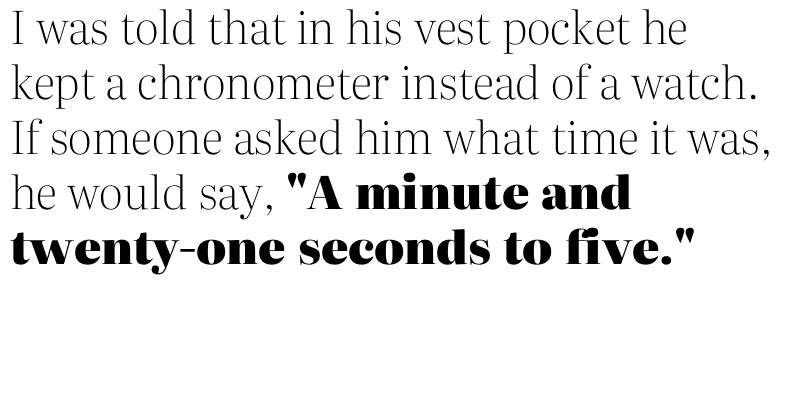 I was told that in his vest pocket he
kept a chronometer instead of a watch.
If someone asked him what time it was,
he would say, "A minute and
twenty-one seconds to five."